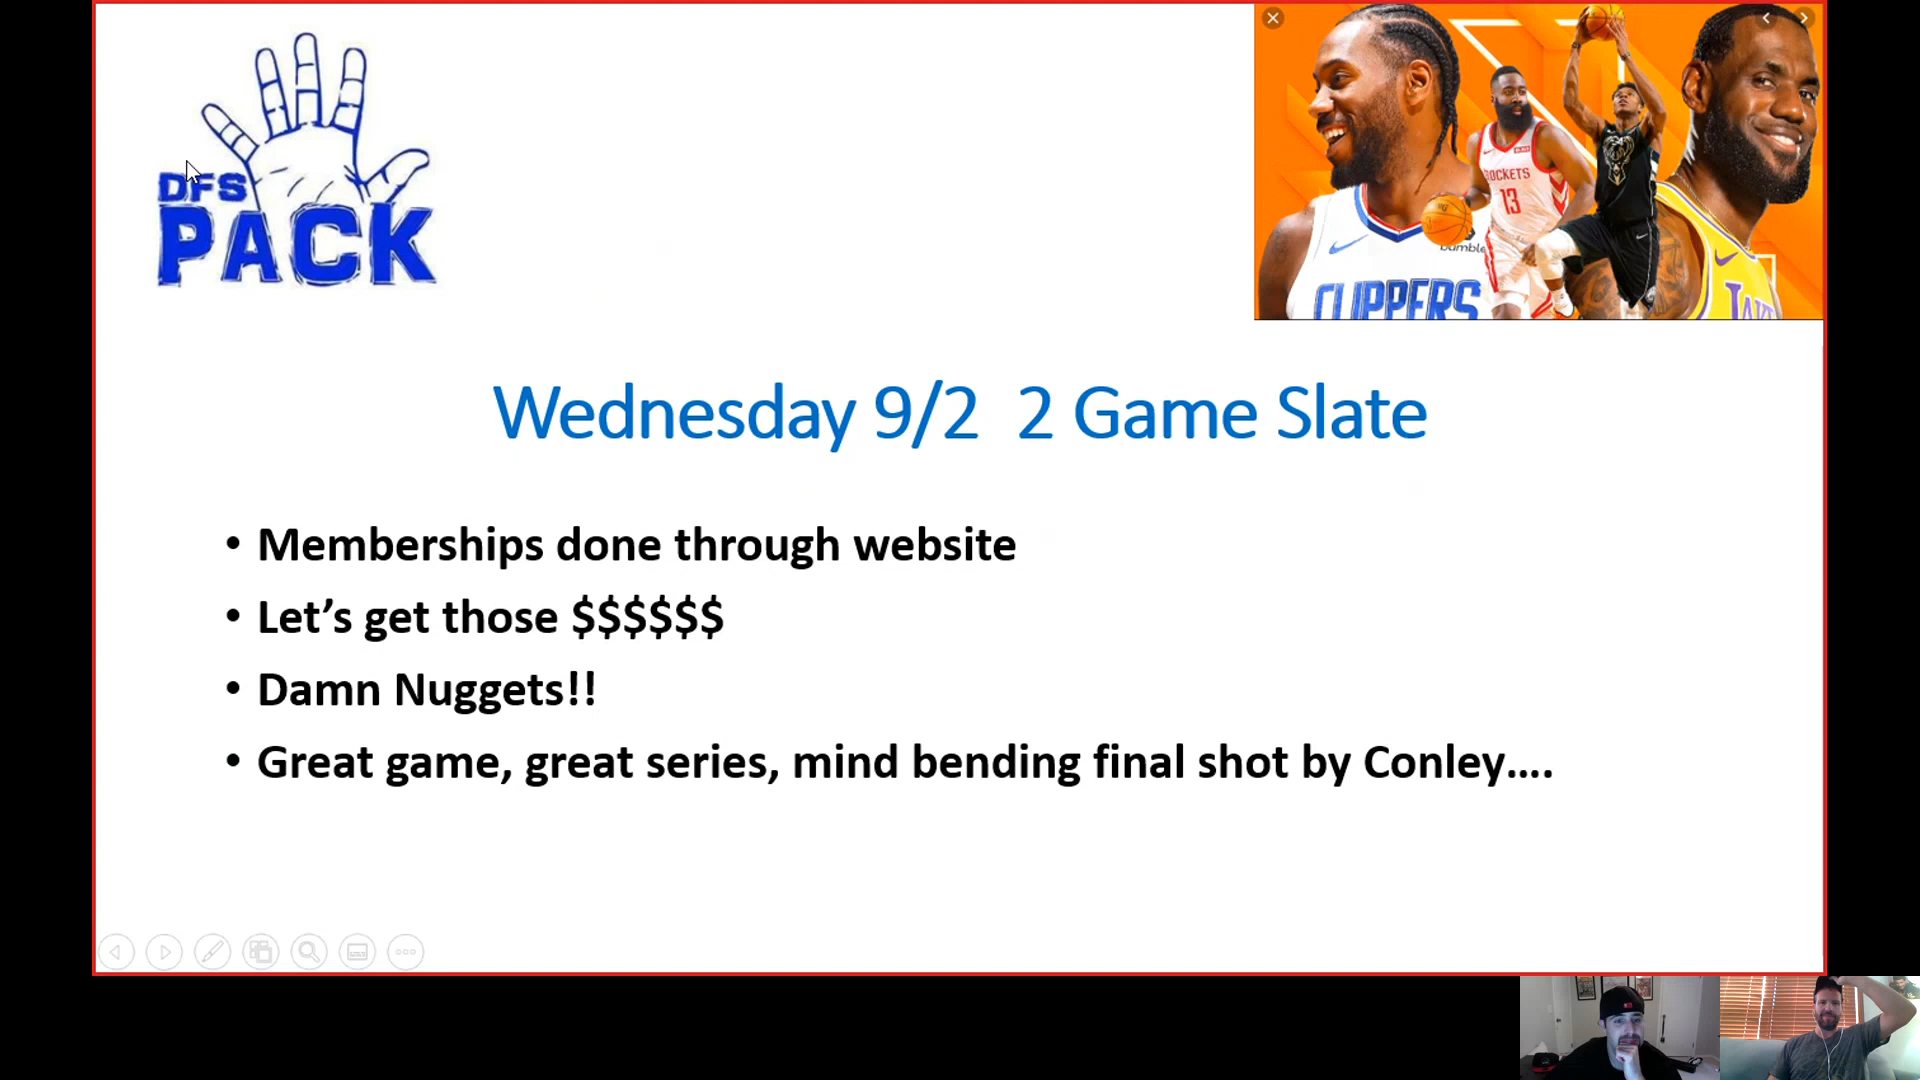 DFS
PACK
ROCKETS
13
bumble
CLIPPERS
Wednesday 9/2 2 Game Slate
• Memberships done through website
• Let’s get those $$$$$$
• Damn Nuggets!!
• Great game, great series, mind bending final shot by Conley....